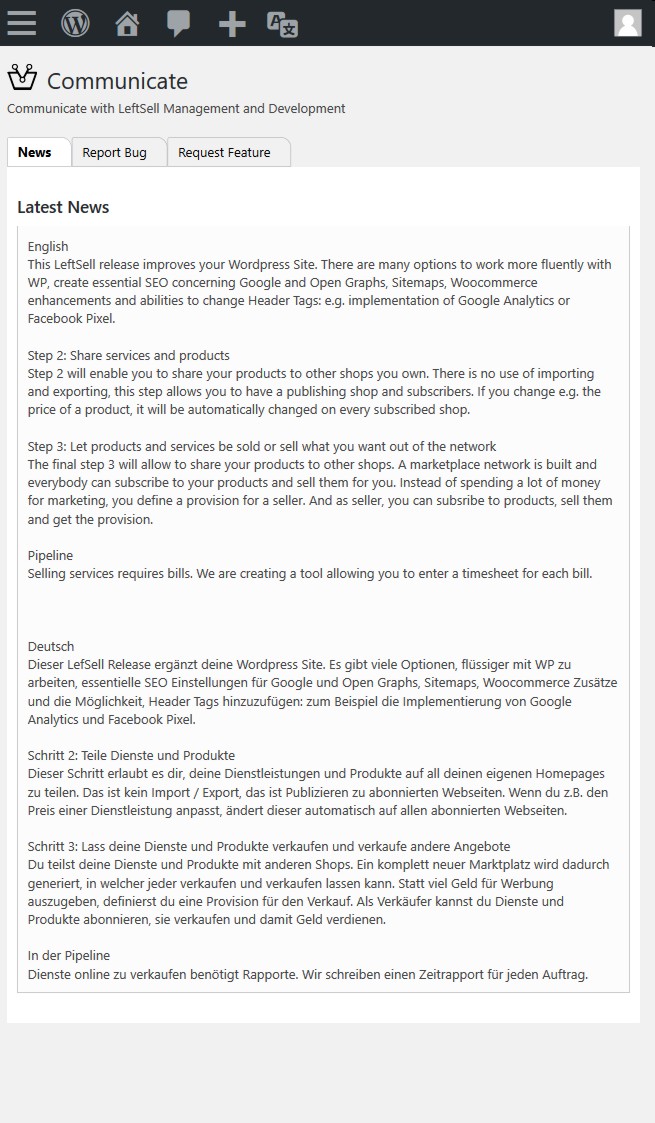 Communicate
Communicate with LeftSell Management and Development
News
Report Bug
Request Feature
Latest News
English
This LeftSell release improves your Wordpress Site. There are many options to work more fluently with
WP, create essential SEO concerning Google and Open Graphs, Sitemaps, Woocommerce
enhancements and abilities to change Header Tags: e.g. implementation of Google Analytics or
Facebook Pixel.
Step 2: Share services and products
Step 2 will enable you to share your products to other shops you own. There is no use of importing
and exporting, this step allows you to have a publishing shop and subscribers. If you change e.g. the
price of a product, it will be automatically changed on every subscribed shop.
Step 3: Let products and services be sold or sell what you want out of the network
The final step 3 will allow to share your products to other shops. A marketplace network is built and
everybody can subscribe to your products and sell them for you. Instead of spending a lot of money
for marketing, you define a provision for a seller. And as seller, you can subsribe to products, sell them
and get the provision.
Pipeline
Selling services requires bills. We are creating a tool allowing you to enter a timesheet for each bill.
Deutsch
Dieser LefSell Release ergänzt deine Wordpress Site. Es gibt viele Optionen, flüssiger mit WP zu
arbeiten, essentielle SEO Einstellungen für Google und Open Graphs, Sitemaps, Woocommerce Zusätze
und die Möglichkeit, Header Tags hinzuzufügen: zum Beispiel die Implementierung von Google
Analytics und Facebook Pixel.
Schritt 2: Teile Dienste und Produkte
Dieser Schritt erlaubt es dir, deine Dienstleistungen und Produkte auf all deinen eigenen Homepages
zu teilen. Das ist kein Import / Export, das ist Publizieren zu abonnierten Webseiten. Wenn du z.B. den
Preis einer Dienstleistung anpasst, ändert dieser automatisch auf allen abonnierten Webseiten.
Schritt 3: Lass deine Dienste und Produkte verkaufen und verkaufe andere Angebote
Du teilst deine Dienste und Produkte mit anderen Shops. Ein komplett neuer Marktplatz wird dadurch
generiert, in welcher jeder verkaufen und verkaufen lassen kann. Statt viel Geld für Werbung
auszugeben, definierst du eine Provision für den Verkauf. Als Verkäufer kannst du Dienste und
Produkte abonnieren, sie verkaufen und damit Geld verdienen.
In der Pipeline
Dienste online zu verkaufen benötigt Rapporte. Wir schreiben einen Zeitrapport für jeden Auftrag.